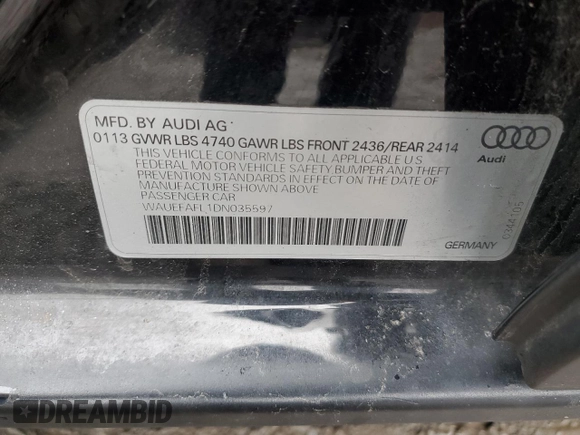 MFD. BY AUDI AG
0113 GVWR LBS 4740 GAWR LBS FRONT 2436/REAR 2414
THIS VEHICLE CONFORMS TO ALL APPLICABLE U.S
FEDERAL MOTOR VEHICLE SAFETY BUMPER AND THEFT
PREVENTION STANDARDS IN EFFECT ON THE DATE OF
MANUFACTURE SHOWN ABOVE
PASSENGER CAR
WAUEFAFL1DN035597
Audi
GERMANY
0344105
DREAMBID